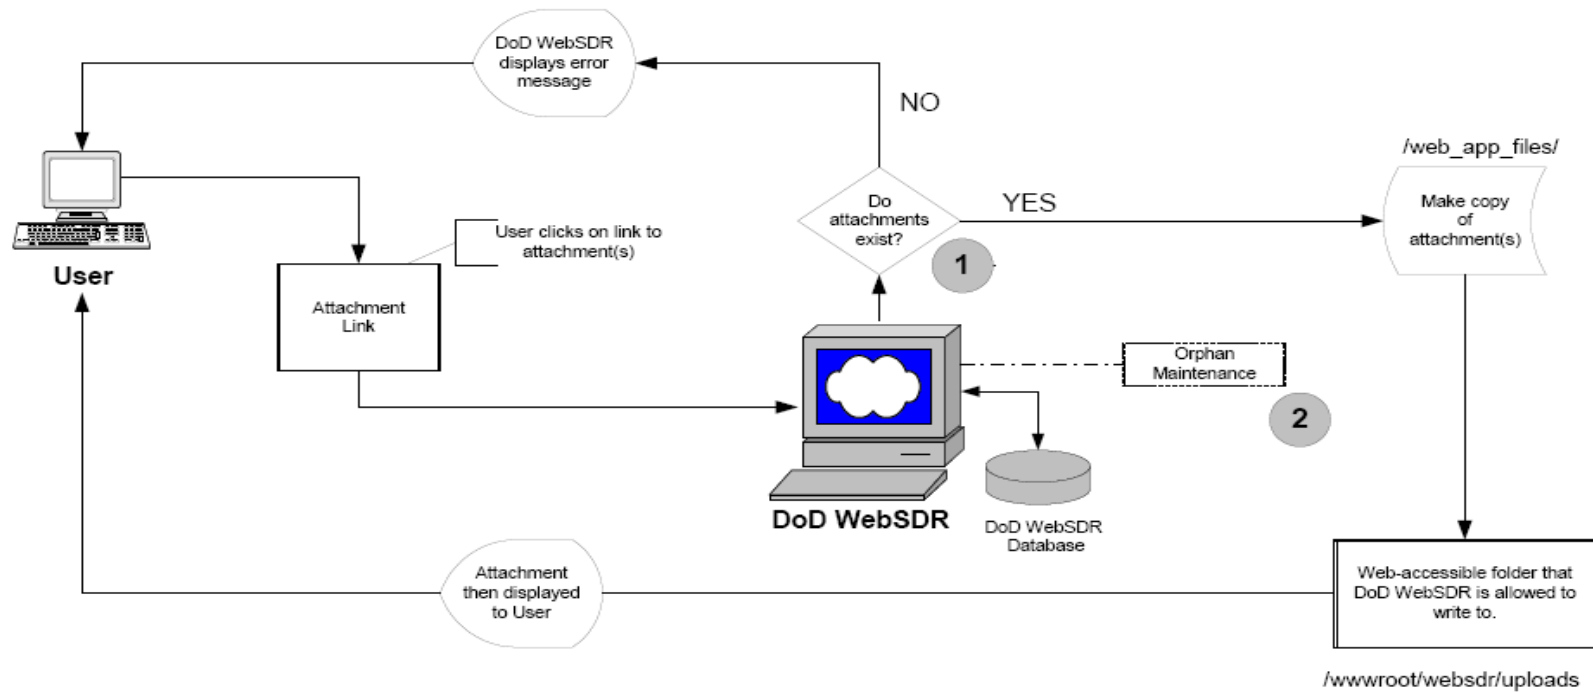 DoD WebSDR
displays error
message
NO
/web_app_files/
Do
attachments
exist?
YES
Make copy
of
attachment(s)
User clicks on link to
attachment(s)
1
User
Attachment
Link
Orphan
Maintenance
2
DoD WebSDR
DoD WebSDR
Database
Attachment
then displayed
to User
Web-accessible folder that
DoD WebSDR is allowed to
write to.
/wwwroot/websdr/uploads